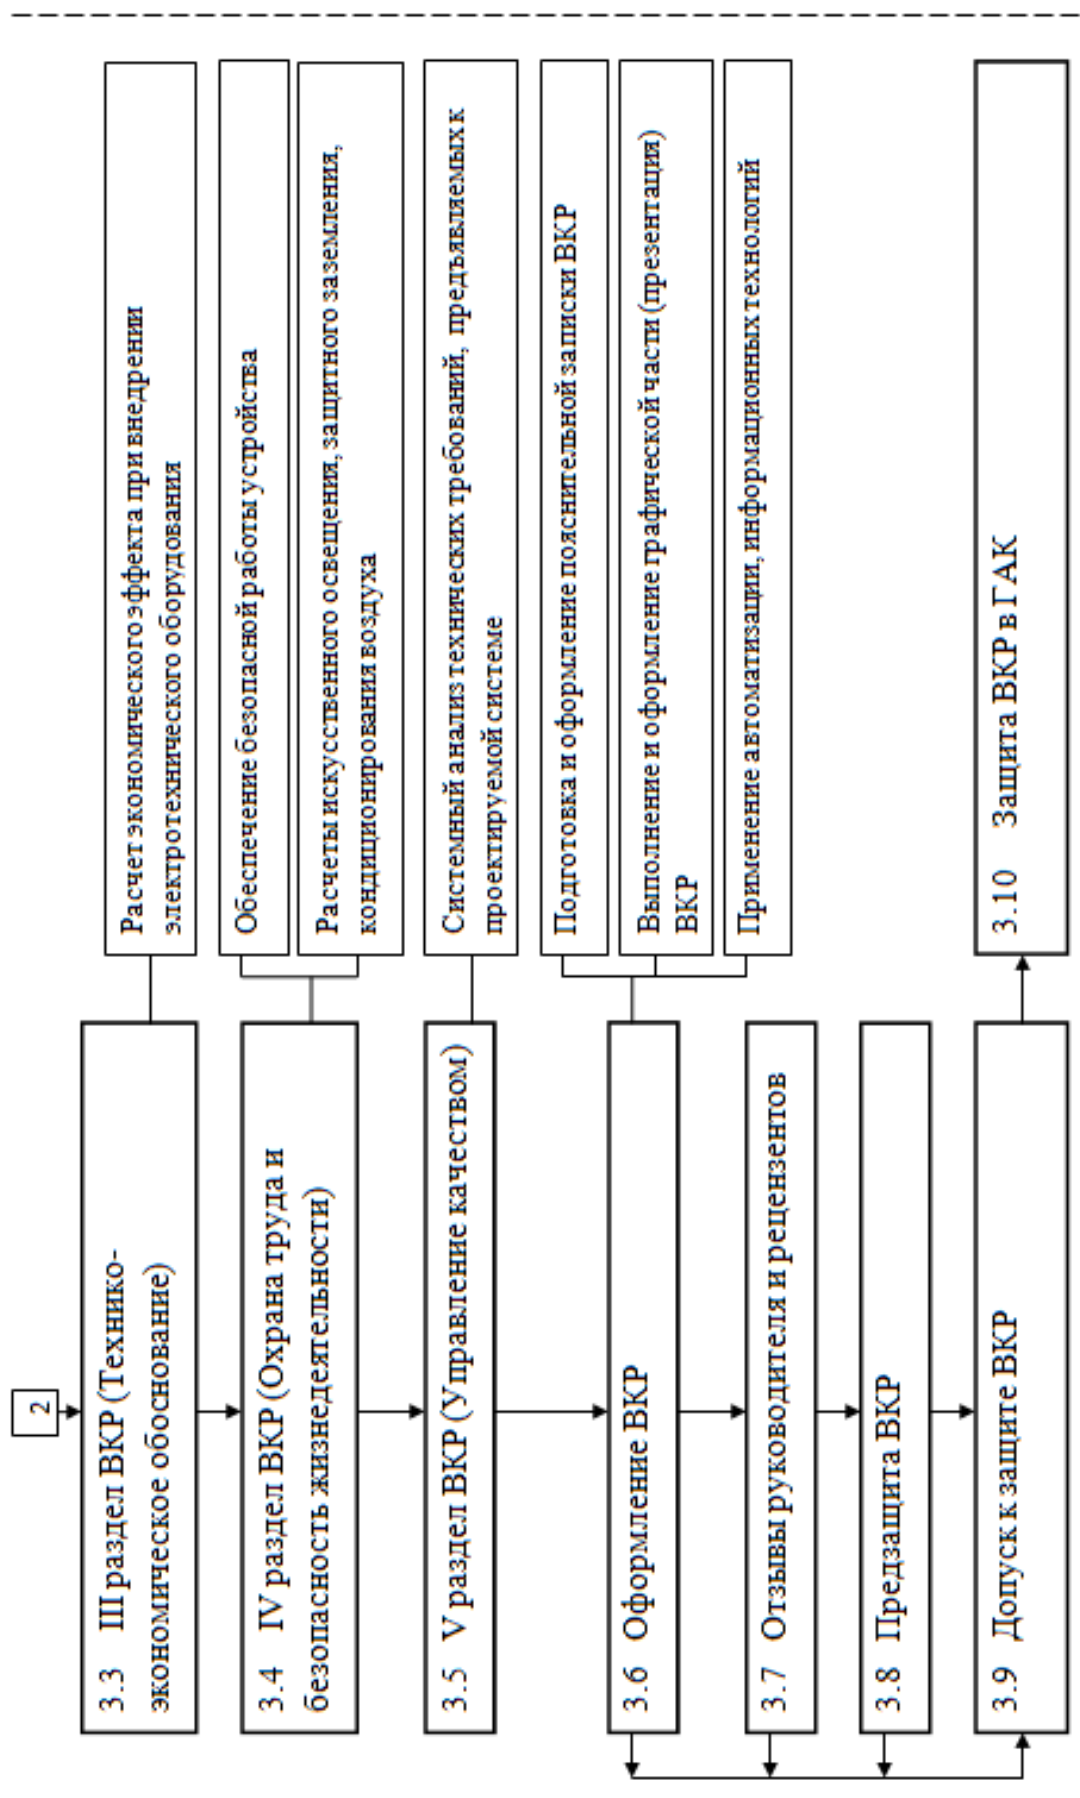 2
3.3 III раздел ВКР (Технико-
экономическое обоснование)
Расчет экономического эффекта при внедрении
электротехнического оборудования
3.4 IV раздел ВКР (Охрана труда и
безопасность жизнедеятельности)
Обеспечение безопасной работы устройства
Расчеты искусственного освещения, защитного заземления,
кондиционирования воздуха
3.5 V раздел ВКР (Управление качеством)
Системный анализ технических требований, предъявляемых к
проектируемой системе
3.6 Оформление ВКР
Подготовка и оформление пояснительной записки ВКР
Выполнение и оформление графической части (презентация)
ВКР
Применение автоматизации, информационных технологий
3.7 Отзывы руководителя и рецензентов
3.8 Предзащита ВКР
3.9 Допуск к защите ВКР
3.10 Защита ВКР в ГАК